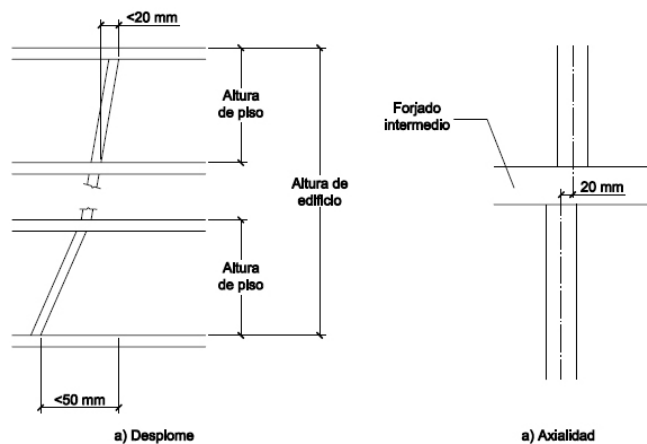 <20 mm
Altura
de piso
Altura de
edificio
Altura
de piso
<50 mm
a) Desplome
Forjado
intermedio
20 mm
a) Axialidad